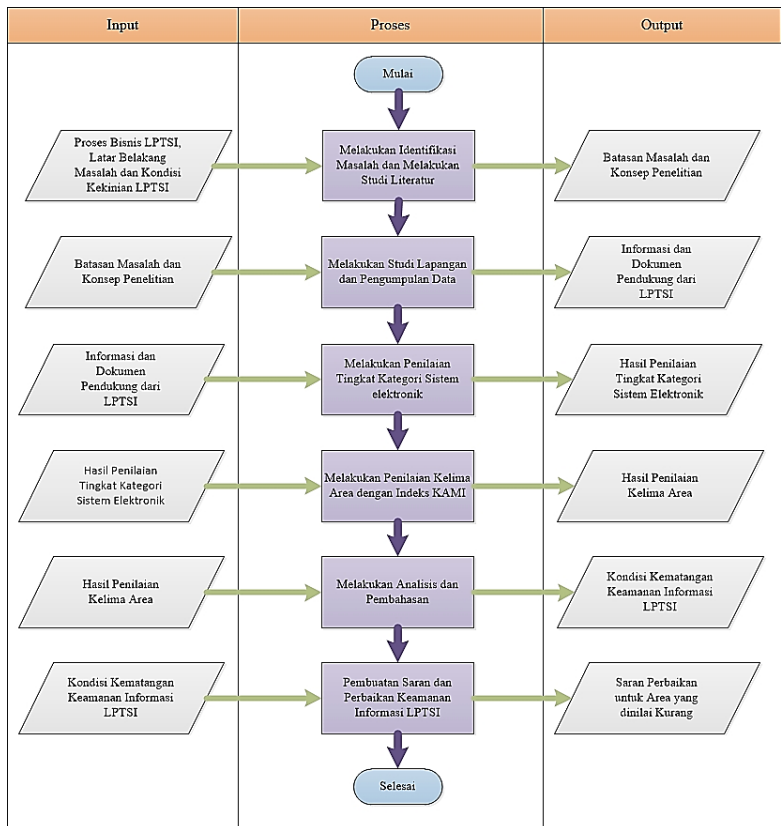 Input
Proses
Output
Mulai
Proses Bisnis LPTSI,
Latar Belakang
Masalah dan Kondisi
Kekinian LPTSI
Melakukan Identifikasi
Masalah dan Melakukan
Studi Literatur
Batasan Masalah dan
Konsep Penelitian
Batasan Masalah dan
Konsep Penelitian
Melakukan Studi Lapangan
dan Pengumpulan Data
Informasi dan
Dokumen
Pendukung dari
LPTSI
Informasi dan
Dokumen
Pendukung dari
LPTSI
Melakukan Penilaian
Tingkat Kategori Sistem
elektronik
Hasil Penilaian
Tingkat Kategori
Sistem Elektronik
Hasil Penilaian
Tingkat Kategori
Sistem Elektronik
Melakukan Penilaian Kelima
Area dengan Indeks KAMI
Hasil Penilaian
Kelima Area
Hasil Penilaian
Kelima Area
Melakukan Analisis dan
Pembahasan
Kondisi Kematangan
Keamanan Informasi
LPTSI
Kondisi Kematangan
Keamanan Informasi
LPTSI
Pembuatan Saran dan
Perbaikan Keamanan
Informasi LPTSI
Saran Perbaikan
untuk Area yang
dinilai Kurang
Selesai